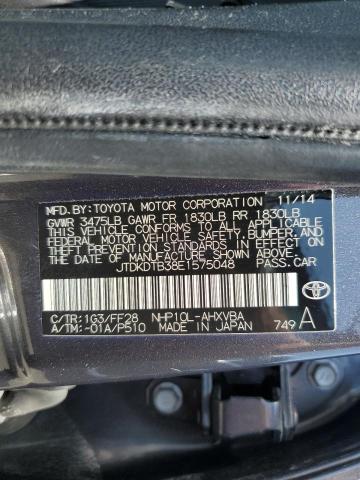 MFD.BY:TOYOTA MOTOR CORPORATION 11/14
GVWR 3475LB GAWR FR 1830LB RR 1830LB
THIS VEHICLE CONFORMS TO ALL APPLICABLE
FEDERAL MOTOR VEHICLE SAFETY,BUMPER, AND
THEFT PREVENTION STANDARDS IN EFFECT ON
THE DATE OF MANUFACTURE SHOWN ABOVE.
JTDKDTB38E1575048 PASS.CAR
C/TR:1G3/FF28 NHP10L-AHXVBA
A/TM:-01A/P510 MADE IN JAPAN 749 A
TOYOTA